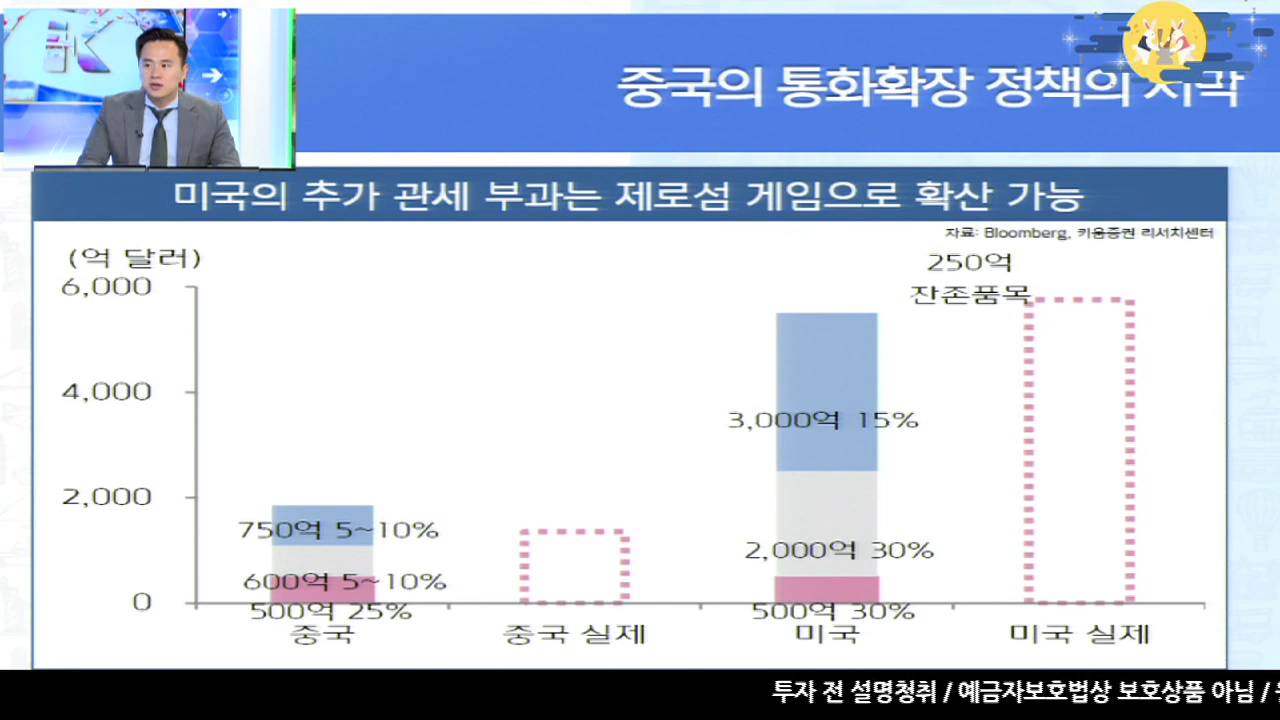 중국의 통화확장 정책의 시작
미국의 추가 관세 부과는 제로섬 게임으로 확산 가능
자료: Bloomberg, 키움증권 리서치센터
(억 달러)
6,000
4,000
2,000
0
750억 5~10%
600억 5~10%
500억 25%
3,000억 15%
2,000억 30%
500억 30%
250억
잔존품목
중국
중국 실제
미국
미국 실제
투자 전 설명청취 / 예금자보호법상 보호상품 아님 /